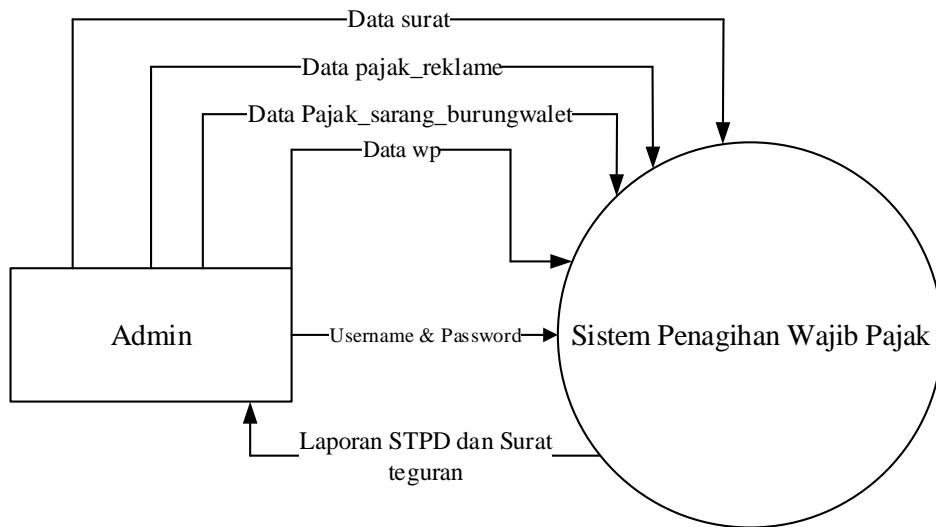 Data surat
Data pajak_reklame
Data Pajak_sarang_burungwalet
Data wp
Admin
Username & Password
Sistem Penagihan Wajib Pajak
Laporan STPD dan Surat
teguran